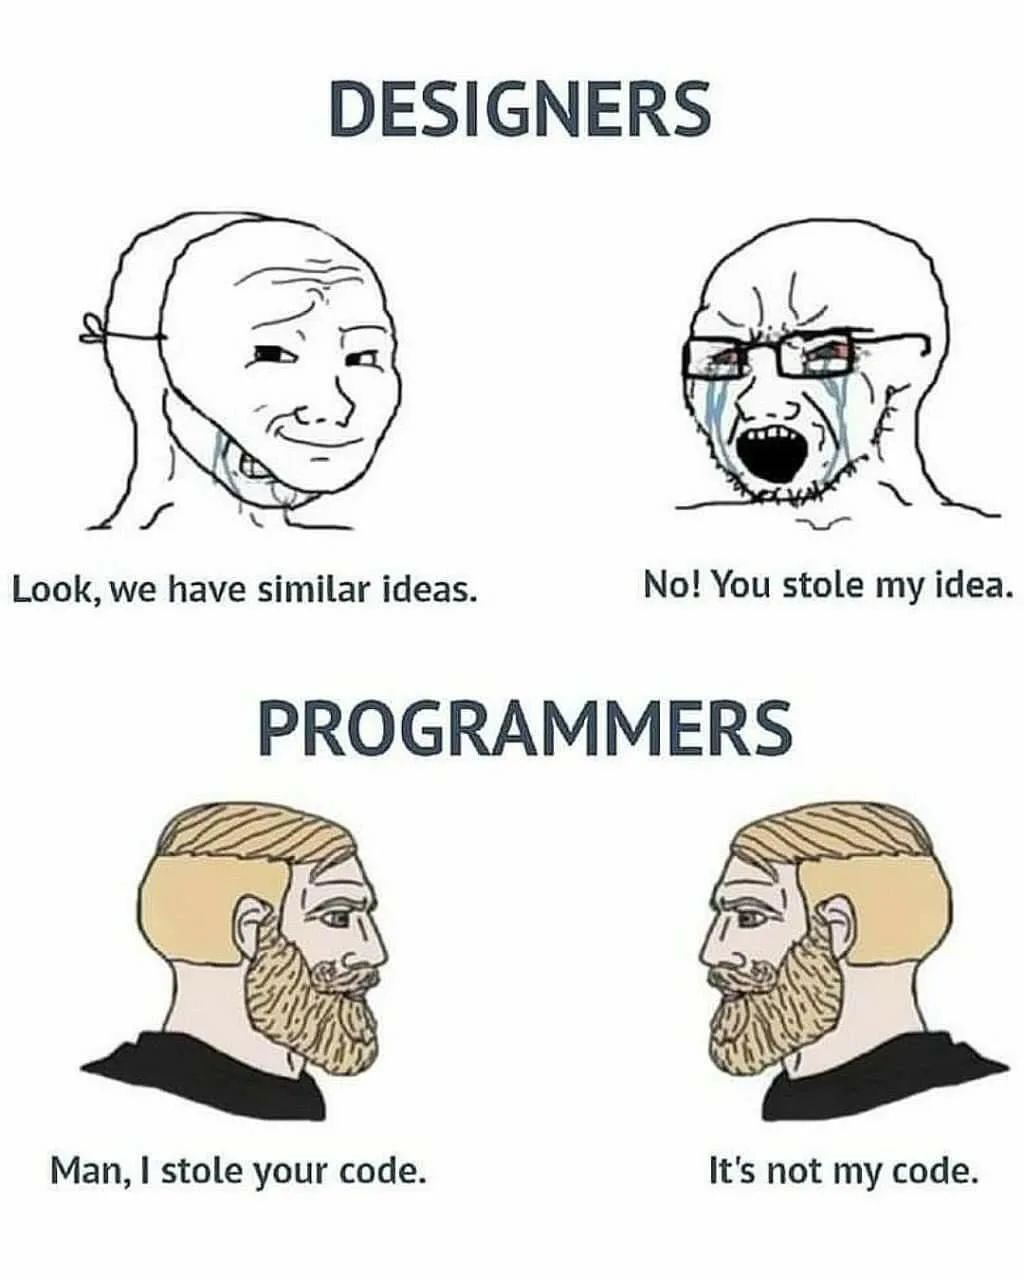 DESIGNERS
Look, we have similar ideas.
No! You stole my idea.
PROGRAMMERS
Man, I stole your code.
It's not my code.